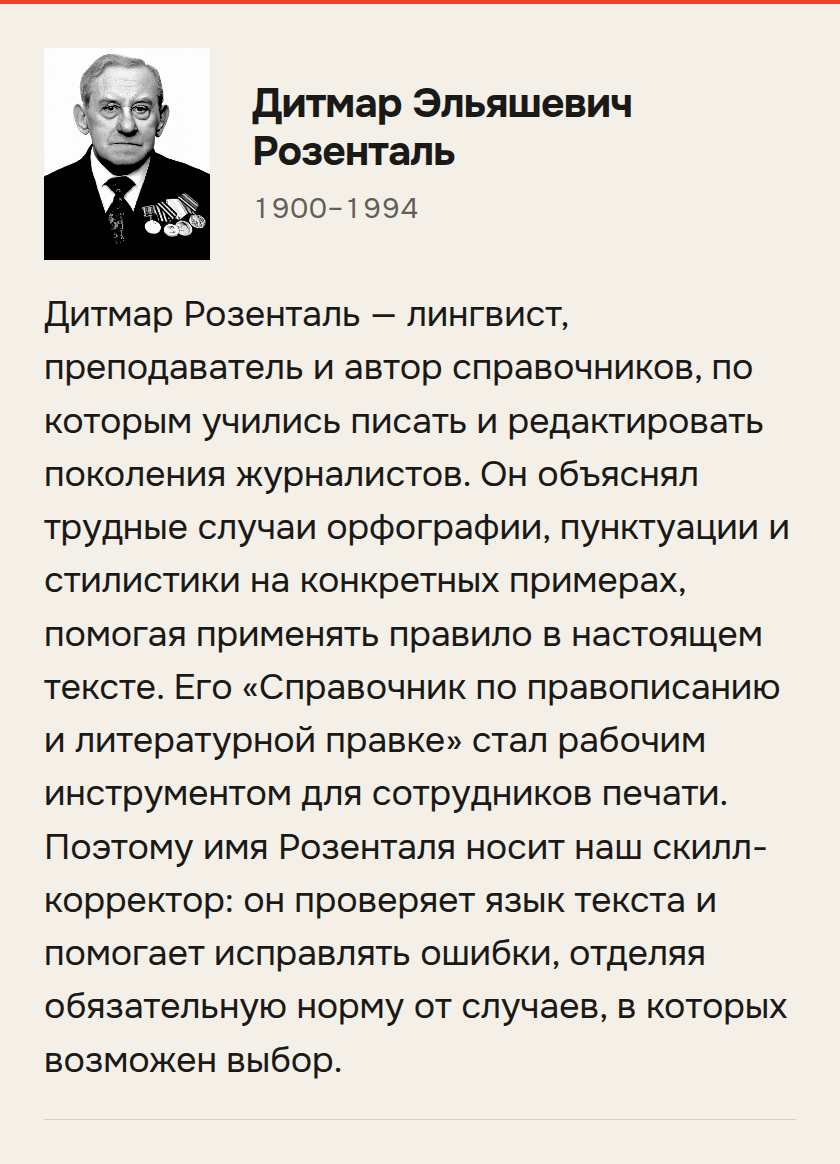 Дитмар Эльяшевич
Розенталь
1900–1994
Дитмар Розенталь — лингвист,
преподаватель и автор справочников, по
которым учились писать и редактировать
поколения журналистов. Он объяснял
трудные случаи орфографии, пунктуации и
стилистики на конкретных примерах,
помогая применять правило в настоящем
тексте. Его «Справочник по правописанию
и литературной правке» стал рабочим
инструментом для сотрудников печати.
Поэтому имя Розенталя носит наш скилл-
корректор: он проверяет язык текста и
помогает исправлять ошибки, отделяя
обязательную норму от случаев, в которых
возможен выбор.